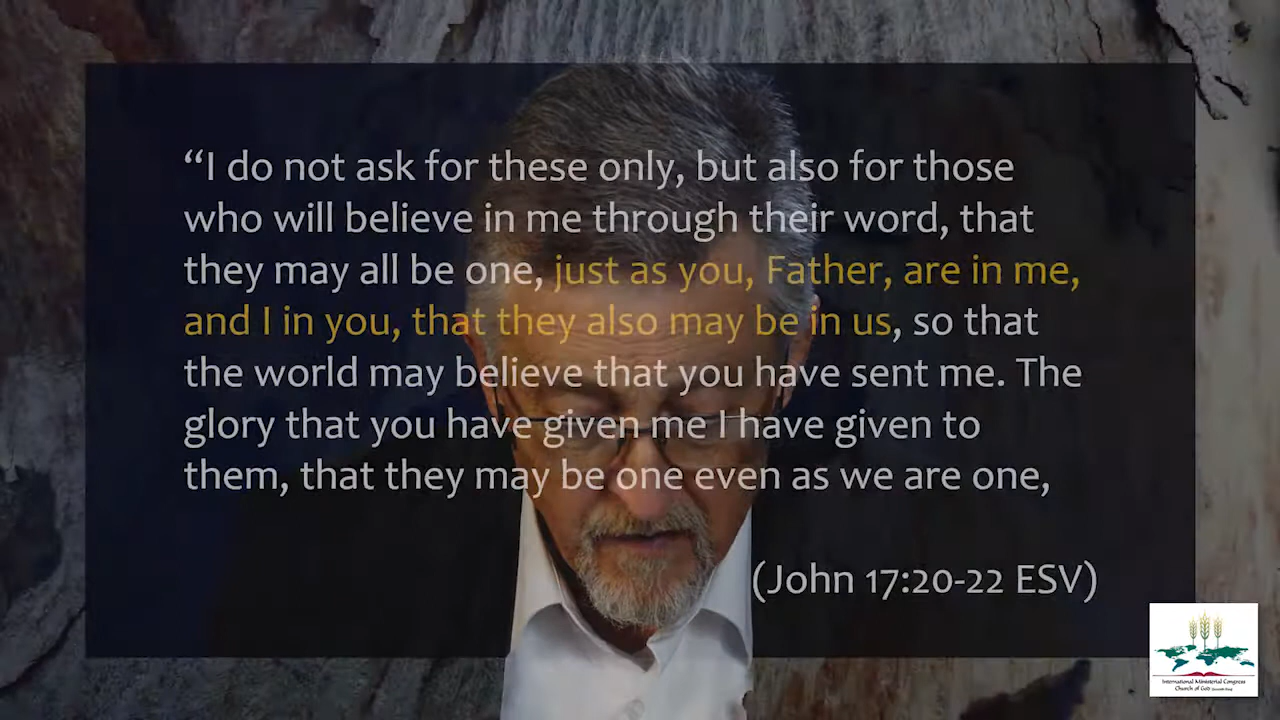 “I do not ask for these only, but also for those
who will believe in me through their word, that
they may all be one, just as you, Father, are in me,
and I in you, that they also may be in us, so that
the world may believe that you have sent me. The
glory that you have given me I have given to
them, that they may be one even as we are one,
(John 17:20-22 ESV)
International Ministerial Congress
Church of God (Seventh Day)